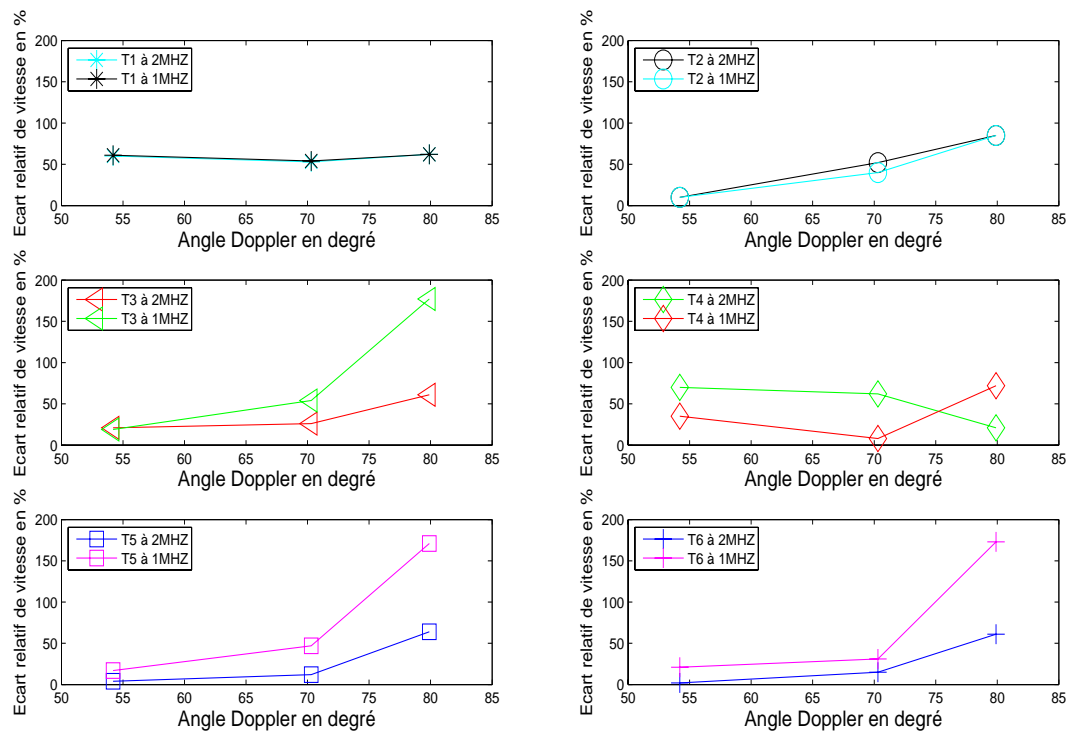 Ecart relatif de vitesse en %
200
150
100
50
0
T1 à 2MHZ
T1 à 1MHZ
50 55 60 65 70 75 80 85
Angle Doppler en degré
Ecart relatif de vitesse en %
200
150
100
50
0
T2 à 2MHZ
T2 à 1MHZ
50 55 60 65 70 75 80 85
Angle Doppler en degré
Ecart relatif de vitesse en %
200
150
100
50
0
T3 à 2MHZ
T3 à 1MHZ
50 55 60 65 70 75 80 85
Angle Doppler en degré
Ecart relatif de vitesse en %
200
150
100
50
0
T4 à 2MHZ
T4 à 1MHZ
50 55 60 65 70 75 80 85
Angle Doppler en degré
Ecart relatif de vitesse en %
200
150
100
50
0
T5 à 2MHZ
T5 à 1MHZ
50 55 60 65 70 75 80 85
Angle Doppler en degré
Ecart relatif de vitesse en %
200
150
100
50
0
T6 à 2MHZ
T6 à 1MHZ
50 55 60 65 70 75 80 85
Angle Doppler en degré